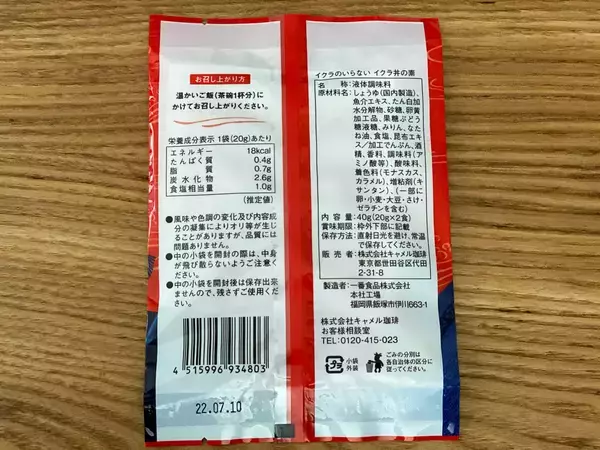 お召し上がり方
温かいご飯(茶碗1杯分)に
かけてお召し上がりください。
栄養成分表示 1袋(20g)あたり
エネルギー 18kcal
たんぱく質 0.4g
脂質 0.7g
炭水化物 2.6g
食塩相当量 1.0g
(推定値)
●風味や色調の変化及び内容成
分の凝集によりオリ等が生じ
ることがありますが、品質には
問題ありません。
●中の小袋を開封の際は、中身
が飛び散らないようご注意く
ださい。
●中の小袋を開封後は保存出来
ませんので、残さずご使用くだ
さい。
4 515996 934803
22.07.10
イクラのいらない イクラ丼の素
名称:液体調味料
原材料名:しょうゆ(国内製造)、
魚介エキス、たん白加
水分解物、砂糖、卵黄
加工品、果糖ぶどう
糖液糖、みりん、なた
ね油、食塩、昆布エキ
ス/加工でんぷん、酒
精、香料、調味料(ア
ミノ酸等)、酸味料、
着色料(モナスカス、
カラメル)、増粘剤(キ
サンタン)、(一部に
卵・小麦・大豆・さけ・
ゼラチンを含む)
内容量:40g(20g×2食)
賞味期限:枠外下部に記載
保存方法:直射日光を避け、常温
で保存してください。
販売者:株式会社キャメル珈琲
東京都世田谷区代田
2-31-8
製造者:一番食品株式会社
本社工場
福岡県飯塚市伊川663-1
株式会社キャメル珈琲
お客様相談室
TEL:0120-415-023
プラ
小袋
外装
ごみの分別は
各自治体の区分に
従ってください。